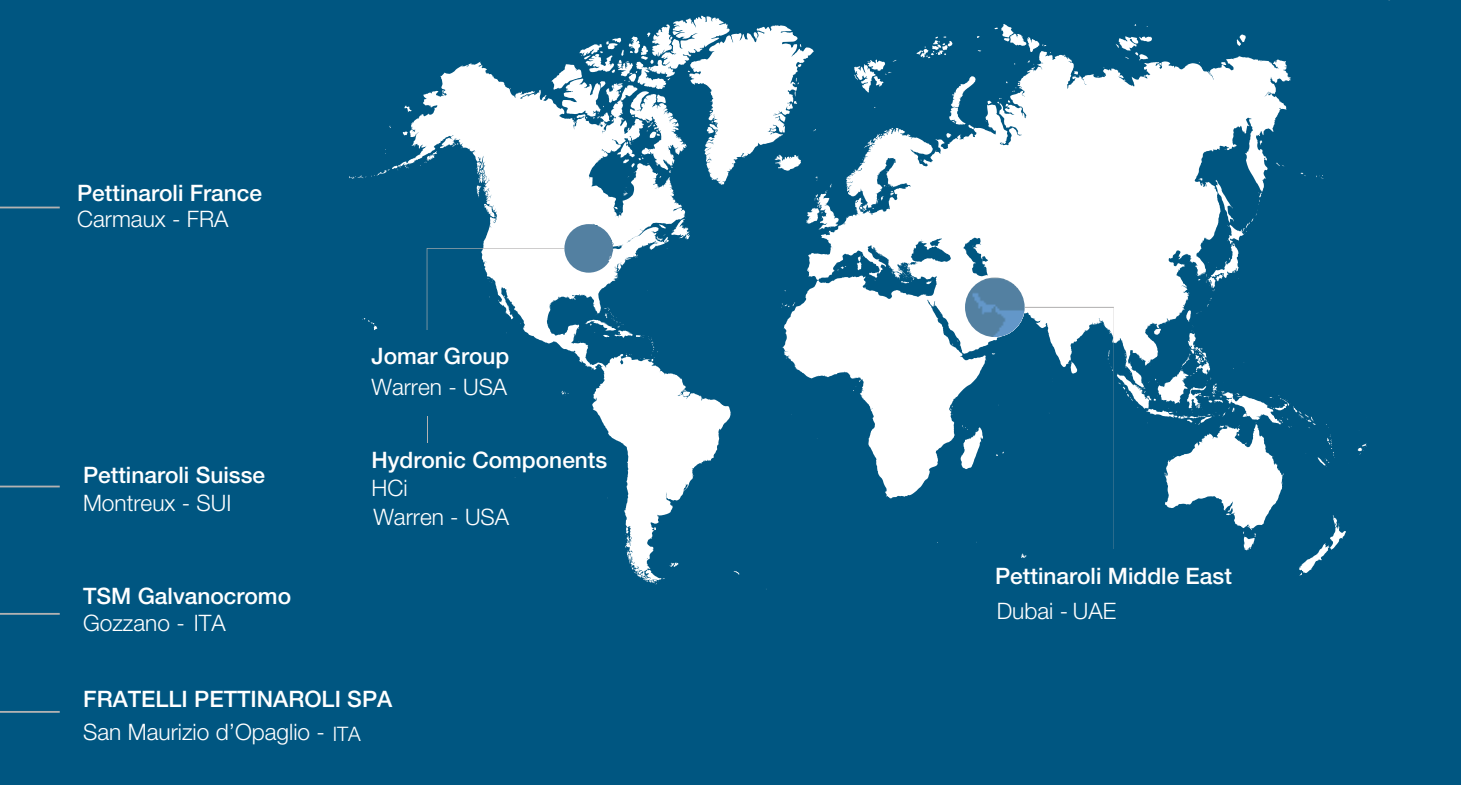 Pettinaroli France
Carmaux - FRA
Jomar Group
Warren - USA
Hydronic Components
HCi
Warren - USA
Pettinaroli Suisse
Montreux - SUI
Pettinaroli Middle East
Dubai - UAE
TSM Galvanocromo
Gozzano - ITA
FRATELLI PETTINAROLI SPA
San Maurizio d’Opaglio - ITA